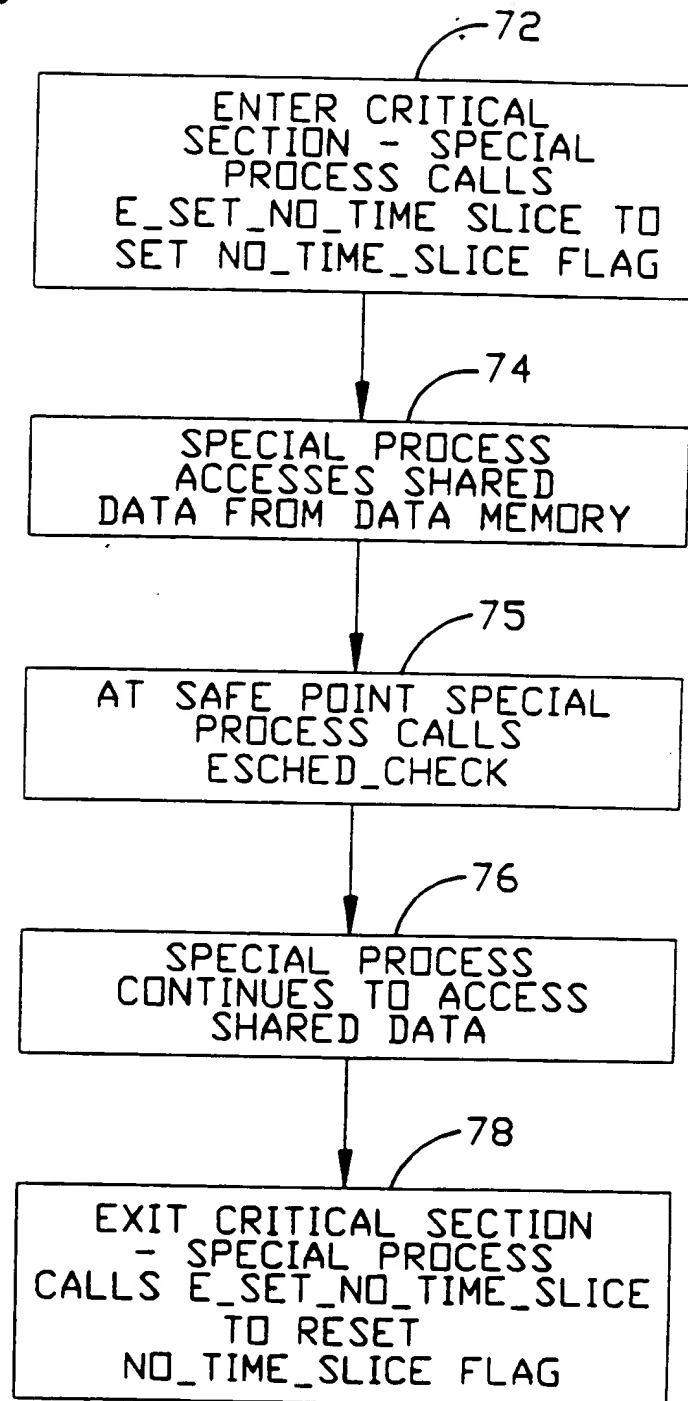 72
ENTER CRITICAL
SECTION - SPECIAL
PROCESS CALLS
E_SET_NO_TIME SLICE TO
SET NO_TIME_SLICE FLAG
74
SPECIAL PROCESS
ACCESSES SHARED
DATA FROM DATA MEMORY
75
AT SAFE POINT SPECIAL
PROCESS CALLS
ESCHED_CHECK
76
SPECIAL PROCESS
CONTINUES TO ACCESS
SHARED DATA
78
EXIT CRITICAL SECTION
- SPECIAL PROCESS
CALLS E_SET_NO_TIME_SLICE
TO RESET
NO_TIME_SLICE FLAG